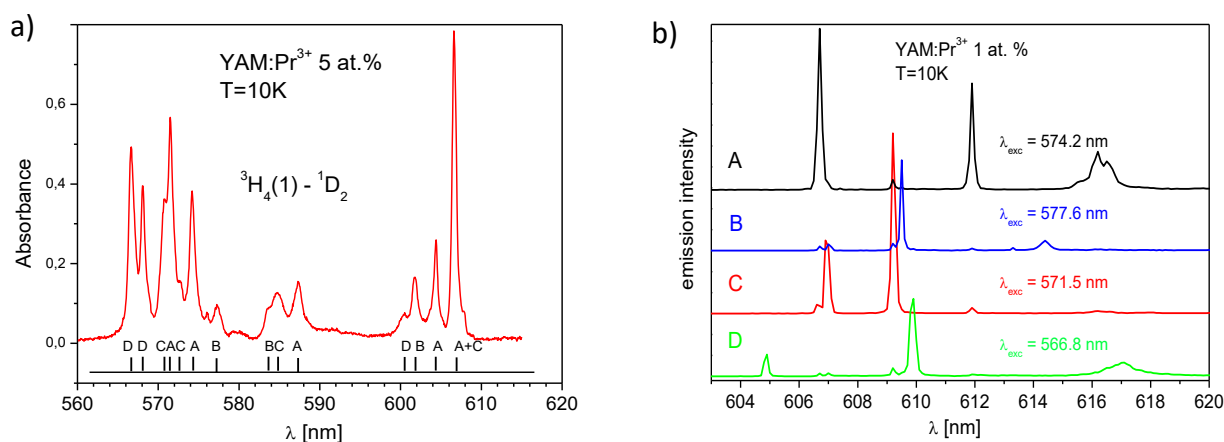 a)
YAM:Pr³⁺ 5 at.%
T=10K
³H₄(1) - ¹D₂
Absorbance
0,8
0,6
0,4
0,2
0,0
D D CAC A B BC A D B A A+C
560 570 580 590 600 610 620
λ [nm]
b)
YAM:Pr³⁺ 1 at. %
T=10K
emission intensity
A λexc = 574.2 nm
B λexc = 577.6 nm
C λexc = 571.5 nm
D λexc = 566.8 nm
604 606 608 610 612 614 616 618 620
λ [nm]